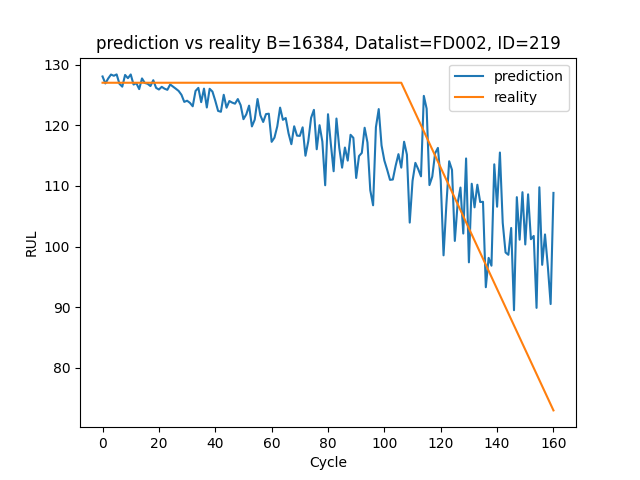 prediction vs reality B=16384, Datalist=FD002, ID=219
prediction
reality
RUL
130
120
110
100
90
80
0 20 40 60 80 100 120 140 160
Cycle